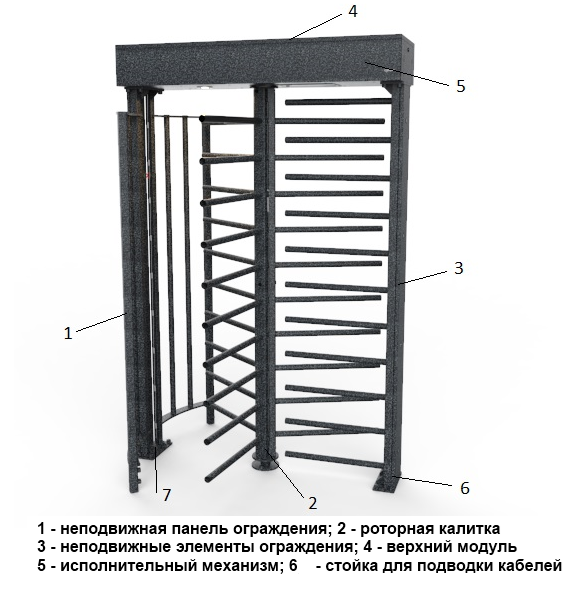 4
5
3
1
6
7
2
1 - неподвижная панель ограждения; 2 - роторная калитка
3 - неподвижные элементы ограждения; 4 - верхний модуль
5 - исполнительный механизм; 6 - стойка для подводки кабелей